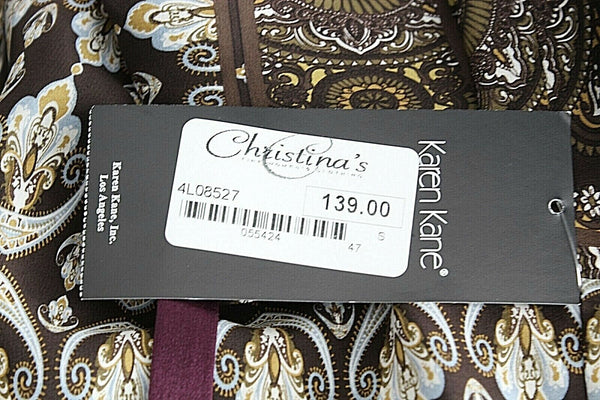 Christina's
4L08527
139.00
055424
S
47
Karen Kane®
Karen Kane, Inc.
Los Angeles